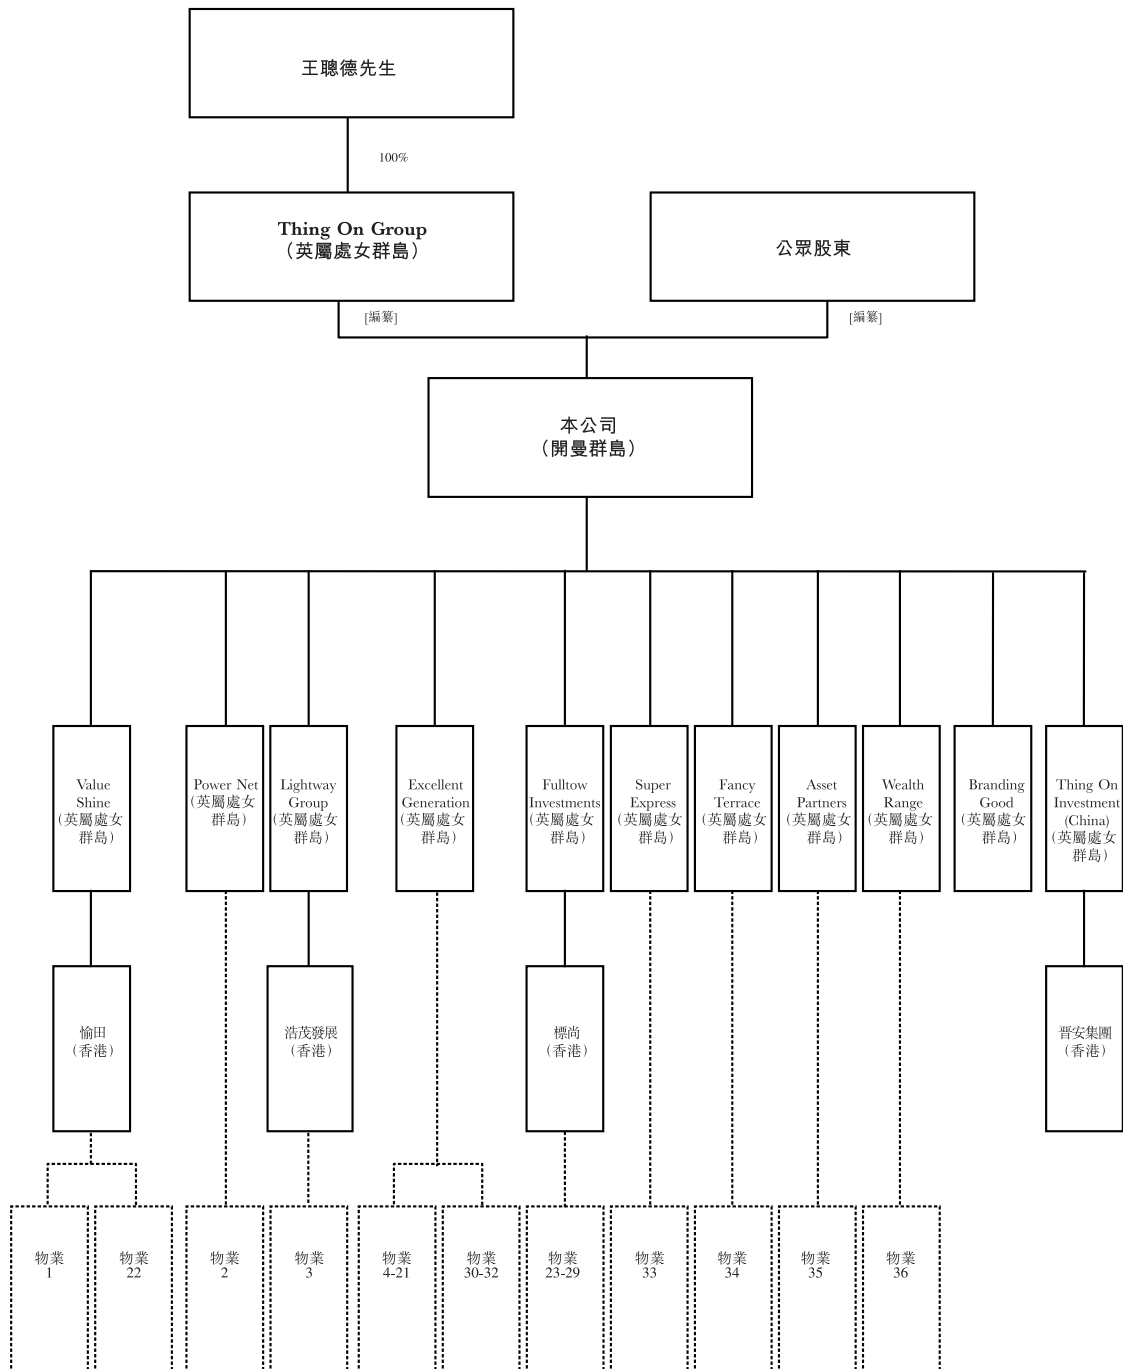 王聰德先生
100%
Thing On Group
（英屬處女群島）
公眾股東
[編纂]
[編纂]
本公司
（開曼群島）
Value
Shine
（英屬處女
群島）
Power Net
（英屬處女
群島）
Lightway
Group
（英屬處女
群島）
Excellent
Generation
（英屬處女
群島）
Fulltow
Investments
（英屬處女
群島）
Super
Express
（英屬處女
群島）
Fancy
Terrace
（英屬處女
群島）
Asset
Partners
（英屬處女
群島）
Wealth
Range
（英屬處女
群島）
Branding
Good
（英屬處女
群島）
Thing On
Investment
(China)
（英屬處女
群島）
愉田
（香港）
浩茂發展
（香港）
標尚
（香港）
晋安集團
（香港）
物業
1
物業
22
物業
2
物業
3
物業
4-21
物業
30-32
物業
23-29
物業
33
物業
34
物業
35
物業
36